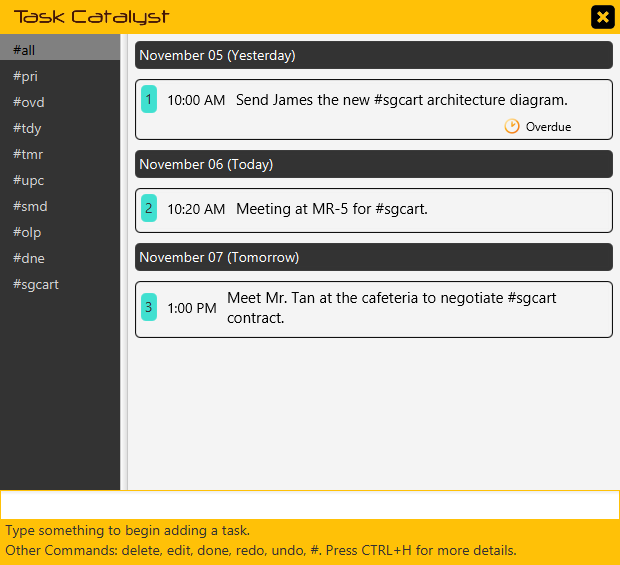 Task Catalyst
#all
#pri
#ovd
#tdy
#tmr
#upc
#smd
#olp
#dne
#sgcart
November 05 (Yesterday)
1 10:00 AM Send James the new #sgcart architecture diagram.
Overdue
November 06 (Today)
2 10:20 AM Meeting at MR-5 for #sgcart.
November 07 (Tomorrow)
3 1:00 PM Meet Mr. Tan at the cafeteria to negotiate #sgcart
contract.
Type something to begin adding a task.
Other Commands: delete, edit, done, redo, undo, #. Press CTRL+H for more details.